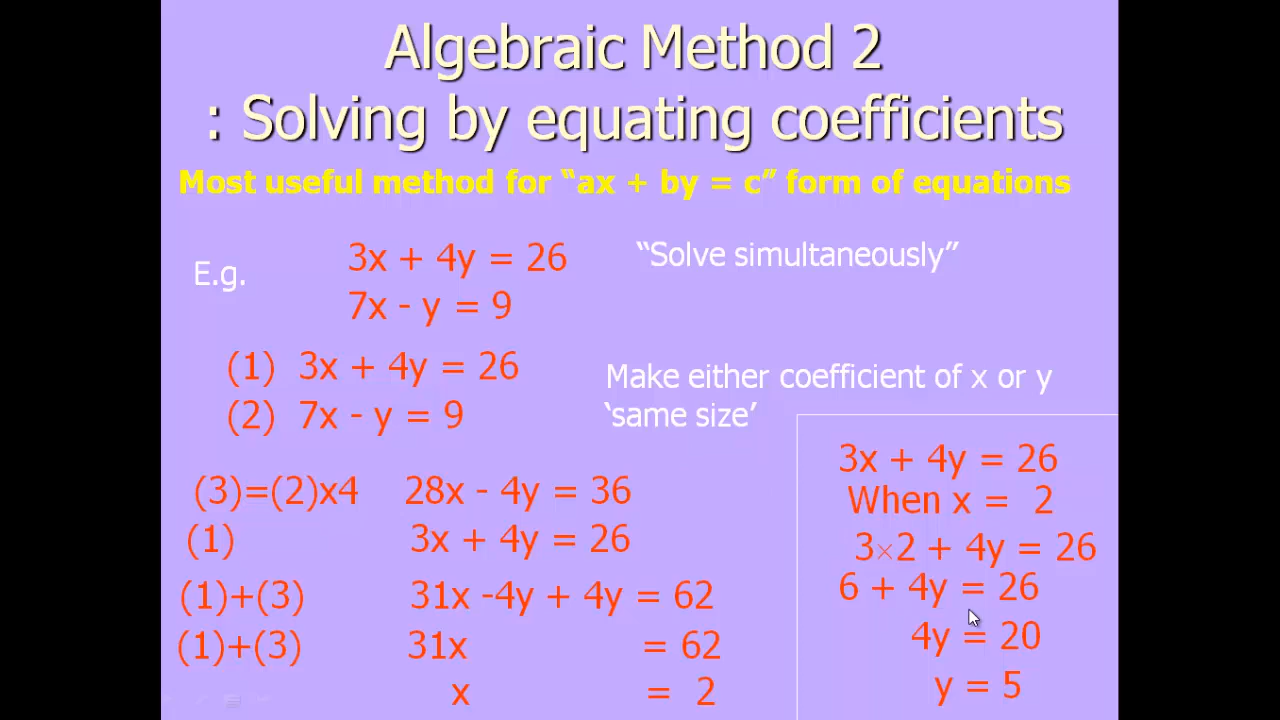 Algebraic Method 2
: Solving by equating coefficients
Most useful method for “ax + by = c” form of equations
E.g.
3x + 4y = 26
7x - y = 9
“Solve simultaneously”
(1) 3x + 4y = 26
(2) 7x - y = 9
Make either coefficient of x or y
‘same size’
(3)=(2)x4 28x - 4y = 36
(1) 3x + 4y = 26
(1)+(3) 31x -4y + 4y = 62
(1)+(3) 31x = 62
x = 2
3x + 4y = 26
When x = 2
3×2 + 4y = 26
6 + 4y = 26
4y = 20
y = 5